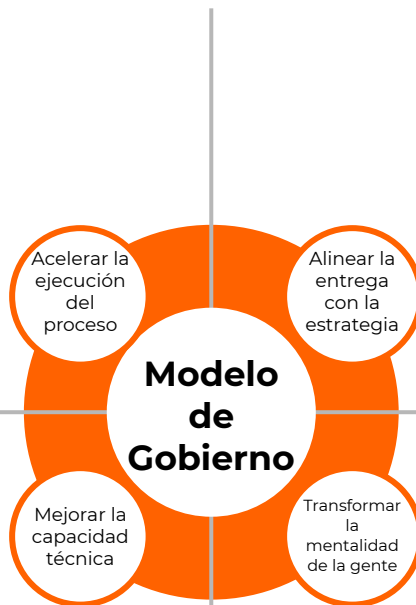 Acelerar la
ejecución
del
proceso
Alinear la
entrega
con la
estrategia
Modelo
de
Gobierno
Mejorar la
capacidad
técnica
Transformar
la
mentalidad
de la gente